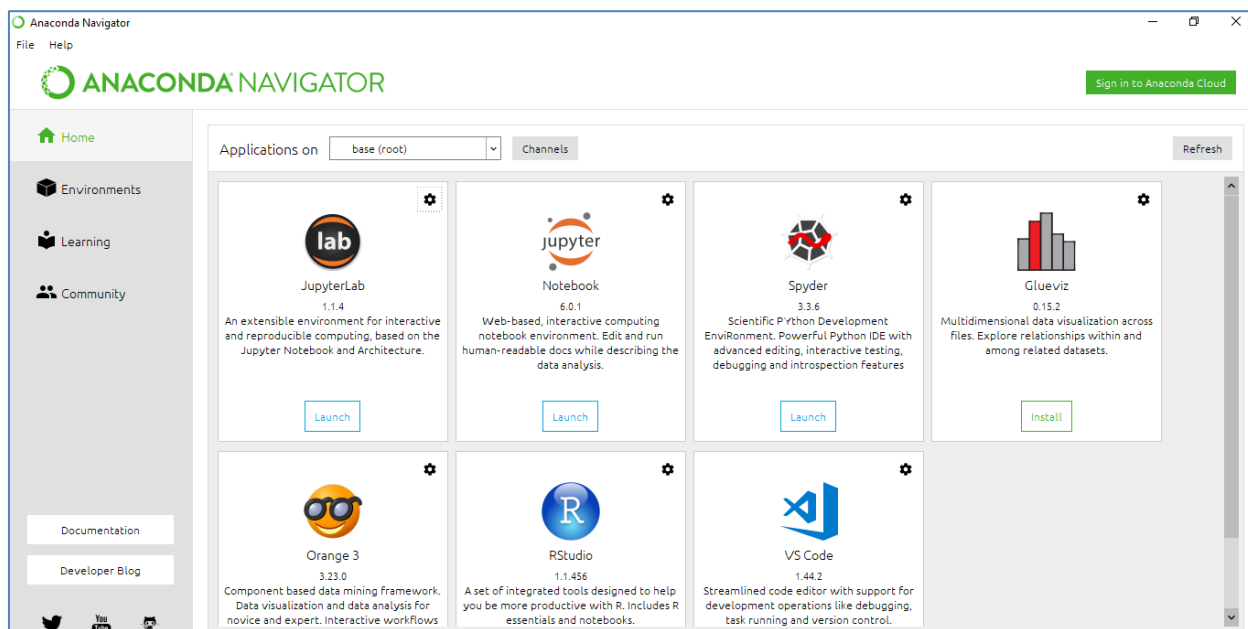 Anaconda Navigator
File Help
ANACONDA NAVIGATOR
Sign in to Anaconda Cloud
Home
Environments
Learning
Community
Documentation
Developer Blog
You
Tube
Applications on base (root) Channels Refresh
lab
JupyterLab
1.1.4
An extensible environment for interactive
and reproducible computing, based on the
Jupyter Notebook and Architecture.
Launch
jupyter
Notebook
6.0.1
Web-based, interactive computing
notebook environment. Edit and run
human-readable docs while describing the
data analysis.
Launch
Spyder
3.3.6
Scientific PYthon Development
EnviRonment. Powerful Python IDE with
advanced editing, interactive testing,
debugging and introspection features
Launch
Glueviz
0.15.2
Multidimensional data visualization across
files. Explore relationships within and
among related datasets.
Install
Orange 3
3.23.0
Component based data mining framework.
Data visualization and data analysis for
novice and expert. Interactive workflows
R
RStudio
1.1.456
A set of integrated tools designed to help
you be more productive with R. Includes R
essentials and notebooks.
VS Code
1.44.2
Streamlined code editor with support for
development operations like debugging,
task running and version control.